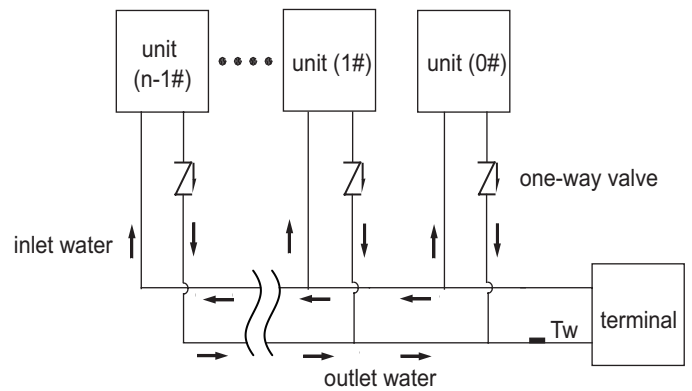 unit
(n-1#)
unit (1#)
unit (0#)
one-way valve
inlet water
Tw
terminal
outlet water